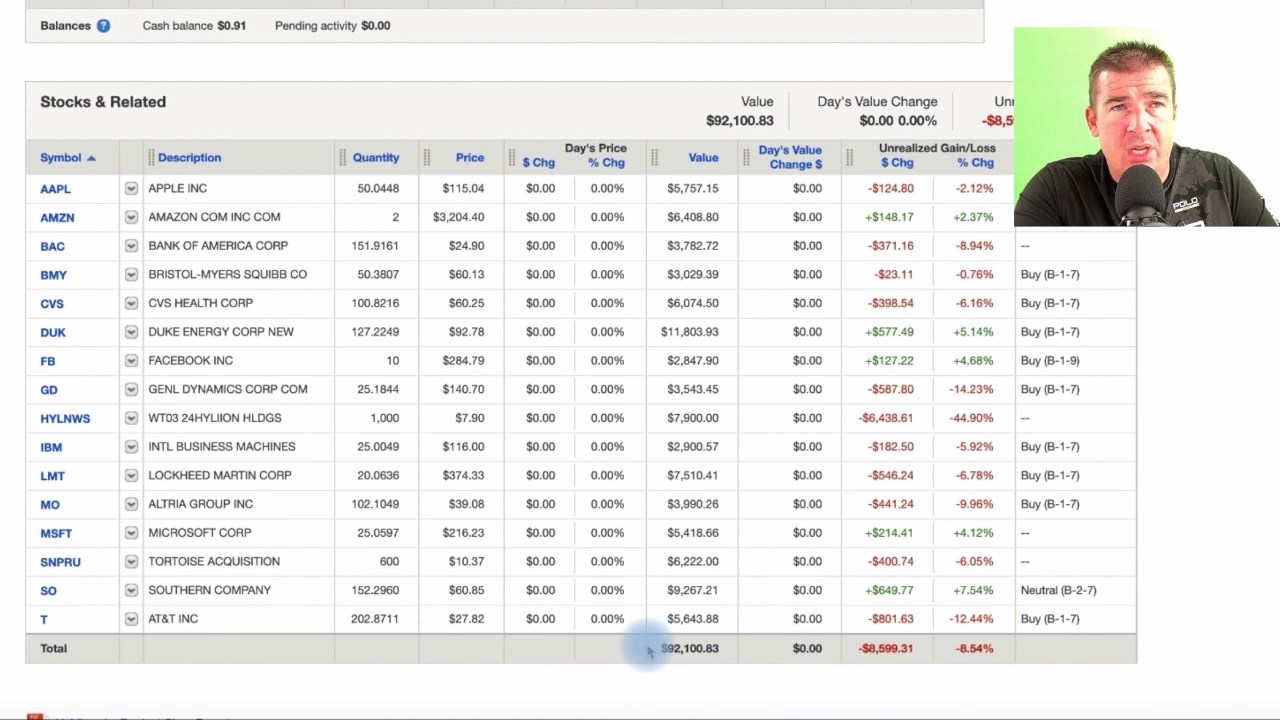 Balances ? Cash balance $0.91 Pending activity $0.00
Stocks & Related
Value Day's Value Change
$92,100.83 $0.00 0.00%
Symbol Description Quantity Price Day's Price $ Chg % Chg Value Day's Value Change $ Unrealized Gain/Loss $ Chg % Chg
AAPL APPLE INC 50.0448 $115.04 $0.00 0.00% $5,757.15 $0.00 -$124.80 -2.12%
AMZN AMAZON COM INC COM 2 $3,204.40 $0.00 0.00% $6,408.80 $0.00 +$148.17 +2.37%
BAC BANK OF AMERICA CORP 151.9161 $24.90 $0.00 0.00% $3,782.72 $0.00 -$371.16 -8.94% --
BMY BRISTOL-MYERS SQUIBB CO 50.3807 $60.13 $0.00 0.00% $3,029.39 $0.00 -$23.11 -0.76% Buy (B-1-7)
CVS CVS HEALTH CORP 100.8216 $60.25 $0.00 0.00% $6,074.50 $0.00 -$398.54 -6.16% Buy (B-1-7)
DUK DUKE ENERGY CORP NEW 127.2249 $92.78 $0.00 0.00% $11,803.93 $0.00 +$577.49 +5.14% Buy (B-1-7)
FB FACEBOOK INC 10 $284.79 $0.00 0.00% $2,847.90 $0.00 +$127.22 +4.68% Buy (B-1-9)
GD GENL DYNAMICS CORP COM 25.1844 $140.70 $0.00 0.00% $3,543.45 $0.00 -$587.80 -14.23% Buy (B-1-7)
HYLNWS WT03 24HYLIION HLDGS 1,000 $7.90 $0.00 0.00% $7,900.00 $0.00 -$6,438.61 -44.90% --
IBM INTL BUSINESS MACHINES 25.0049 $116.00 $0.00 0.00% $2,900.57 $0.00 -$182.50 -5.92% Buy (B-1-7)
LMT LOCKHEED MARTIN CORP 20.0636 $374.33 $0.00 0.00% $7,510.41 $0.00 -$546.24 -6.78% Buy (B-1-7)
MO ALTRIA GROUP INC 102.1049 $39.08 $0.00 0.00% $3,990.26 $0.00 -$441.24 -9.96% Buy (B-1-7)
MSFT MICROSOFT CORP 25.0597 $216.23 $0.00 0.00% $5,418.66 $0.00 +$214.41 +4.12% --
SNPRU TORTOISE ACQUISITION 600 $10.37 $0.00 0.00% $6,222.00 $0.00 -$400.74 -6.05% --
SO SOUTHERN COMPANY 152.2960 $60.85 $0.00 0.00% $9,267.21 $0.00 +$649.77 +7.54% Neutral (B-2-7)
T AT&T INC 202.8711 $27.82 $0.00 0.00% $5,643.88 $0.00 -$801.63 -12.44% Buy (B-1-7)
Total $92,100.83 $0.00 -$8,599.31 -8.54%
POLO